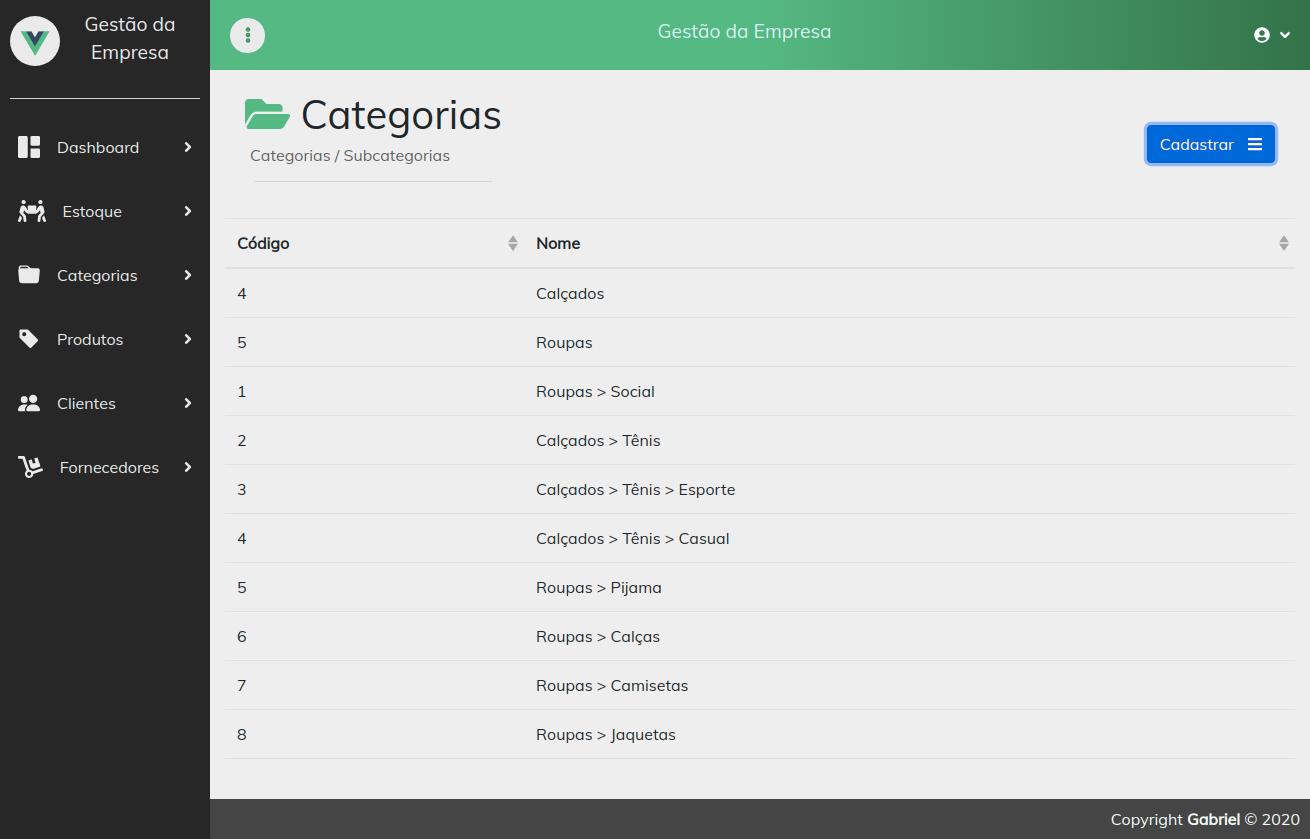 Gestão da
Empresa
Dashboard
Estoque
Categorias
Produtos
Clientes
Fornecedores
Gestão da Empresa
Categorias
Categorias / Subcategorias
Cadastrar
Código Nome
4 Calçados
5 Roupas
1 Roupas > Social
2 Calçados > Tênis
3 Calçados > Tênis > Esporte
4 Calçados > Tênis > Casual
5 Roupas > Pijama
6 Roupas > Calças
7 Roupas > Camisetas
8 Roupas > Jaquetas
Copyright Gabriel © 2020